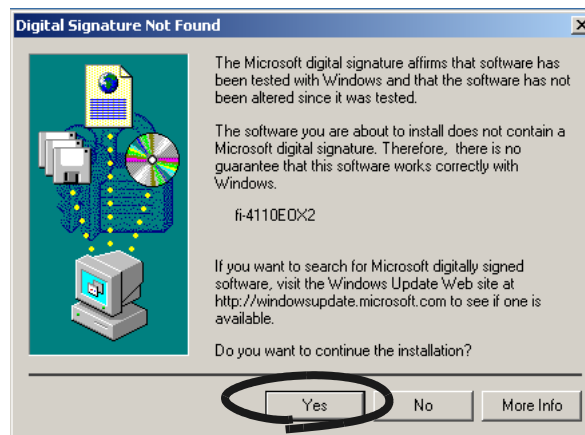 Digital Signature Not Found
The Microsoft digital signature affirms that software has
been tested with Windows and that the software has not
been altered since it was tested.
The software you are about to install does not contain a
Microsoft digital signature. Therefore, there is no
guarantee that this software works correctly with
Windows.
fi-4110EOX2
If you want to search for Microsoft digitally signed
software, visit the Windows Update Web site at
http://windowsupdate.microsoft.com to see if one is
available.
Do you want to continue the installation?
Yes No More Info